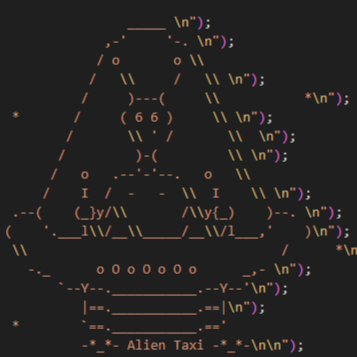 _____ \n");
            ,-'     '-. \n");
           / o       o \\
          /   \\     /   \\ \n");
         /     )---(     \\          *\n");
*       /     ( 6 6 )     \\ \n");
       /       \\ ' /       \\  \n");
      /         )-(         \\ \n");
     /   o   .--'-'--.   o   \\
    /    I  /  -   -  \\  I    \\ \n");
.--(    (_}y/\\       /\\y{_)    )--. \n");
(    '.___l\\/__\\_____/__\\/l___,'    )\n");
\\                                 /      *\n
  -._      o O o O o O o      _,- \n");
      `--Y--.___________.--Y--'\n");
         |==.___________.==|\n");
*        `==.___________.=='
         -*_*- Alien Taxi -*_*-\n\n");